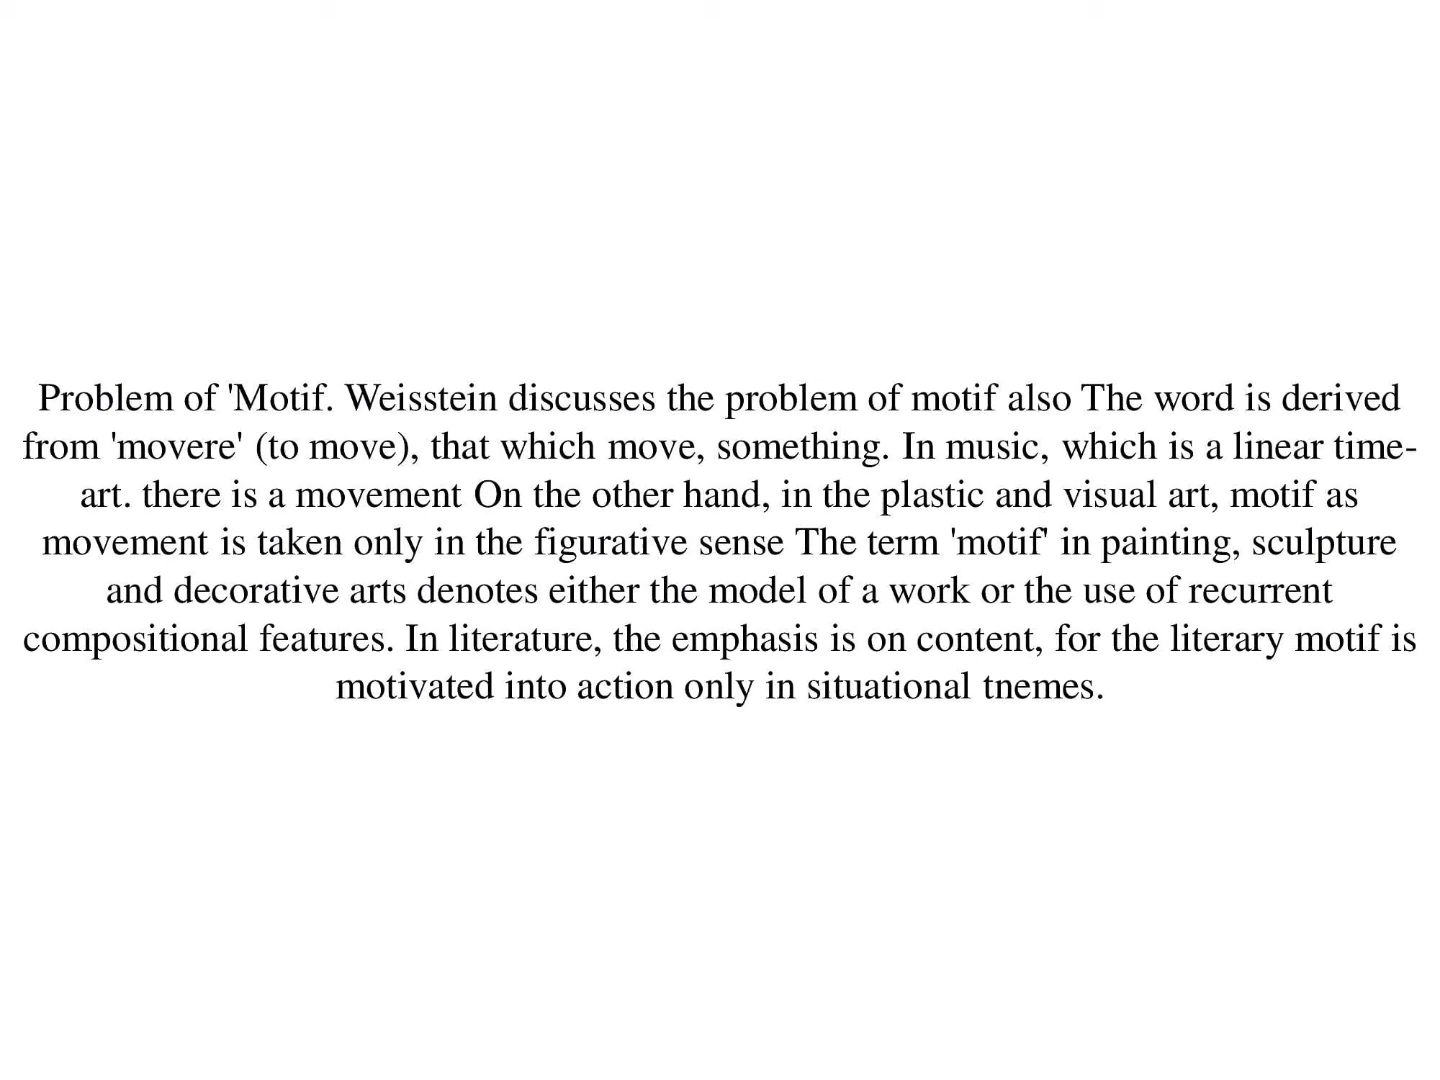 Problem of 'Motif. Weisstein discusses the problem of motif also The word is derived
from 'movere' (to move), that which move, something. In music, which is a linear time-
art. there is a movement On the other hand, in the plastic and visual art, motif as
movement is taken only in the figurative sense The term 'motif' in painting, sculpture
and decorative arts denotes either the model of a work or the use of recurrent
compositional features. In literature, the emphasis is on content, for the literary motif is
motivated into action only in situational tnemes.